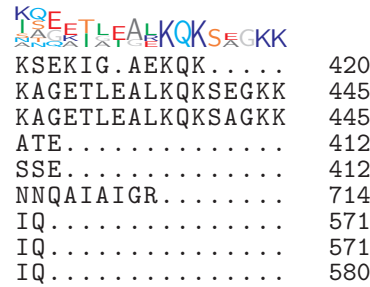 KQEETLEALKQKSEGKK
KSEKIG.AEKQK..... 420
KAGETLEALKQKSEGKK 445
KAGETLEALKQKSAGKK 445
ATE.............. 412
SSE.............. 412
NNQAIAIGR........ 714
IQ............... 571
IQ............... 571
IQ............... 580